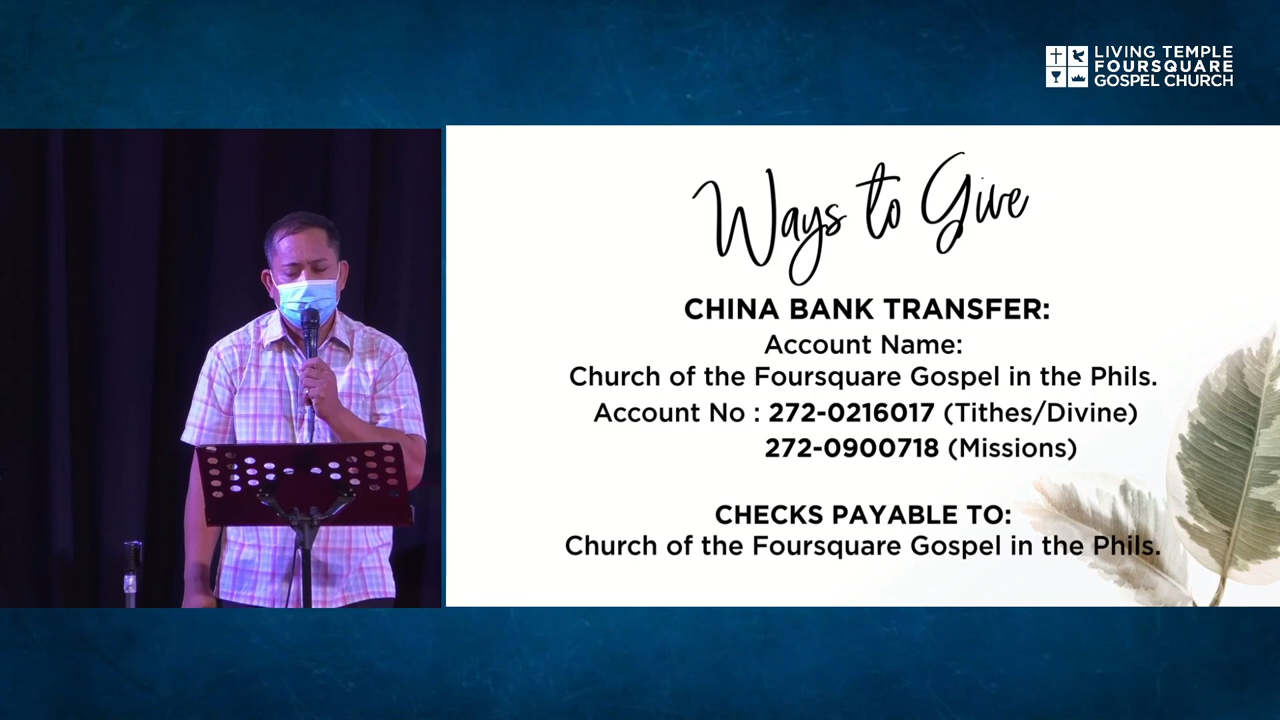 LIVING TEMPLE
FOURSQUARE
GOSPEL CHURCH
Ways to Give
CHINA BANK TRANSFER:
Account Name:
Church of the Foursquare Gospel in the Phils.
Account No : 272-0216017 (Tithes/Divine)
272-0900718 (Missions)
CHECKS PAYABLE TO:
Church of the Foursquare Gospel in the Phils.